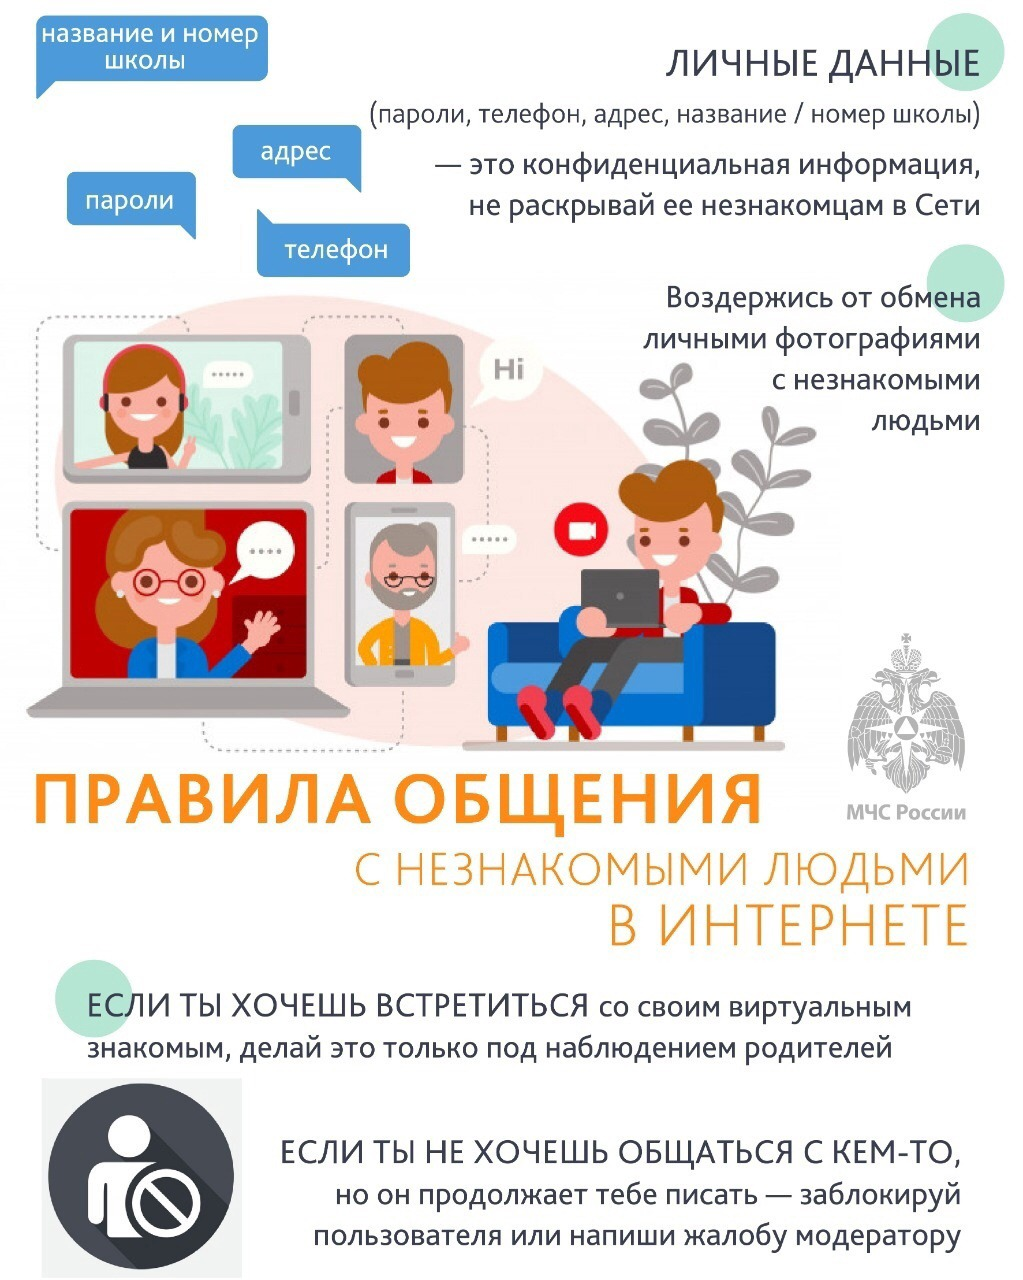 название и номер
школы
адрес
пароли
телефон
ЛИЧНЫЕ ДАННЫЕ
(пароли, телефон, адрес, название / номер школы)
— это конфиденциальная информация,
не раскрывай ее незнакомцам в Сети
Воздержись от обмена
личными фотографиями
с незнакомыми
людьми
Hi
МЧС России
ПРАВИЛА ОБЩЕНИЯ
С НЕЗНАКОМЫМИ ЛЮДЬМИ
В ИНТЕРНЕТЕ
ЕСЛИ ТЫ ХОЧЕШЬ ВСТРЕТИТЬСЯ со своим виртуальным
знакомым, делай это только под наблюдением родителей
ЕСЛИ ТЫ НЕ ХОЧЕШЬ ОБЩАТЬСЯ С КЕМ-ТО,
но он продолжает тебе писать — заблокируй
пользователя или напиши жалобу модератору